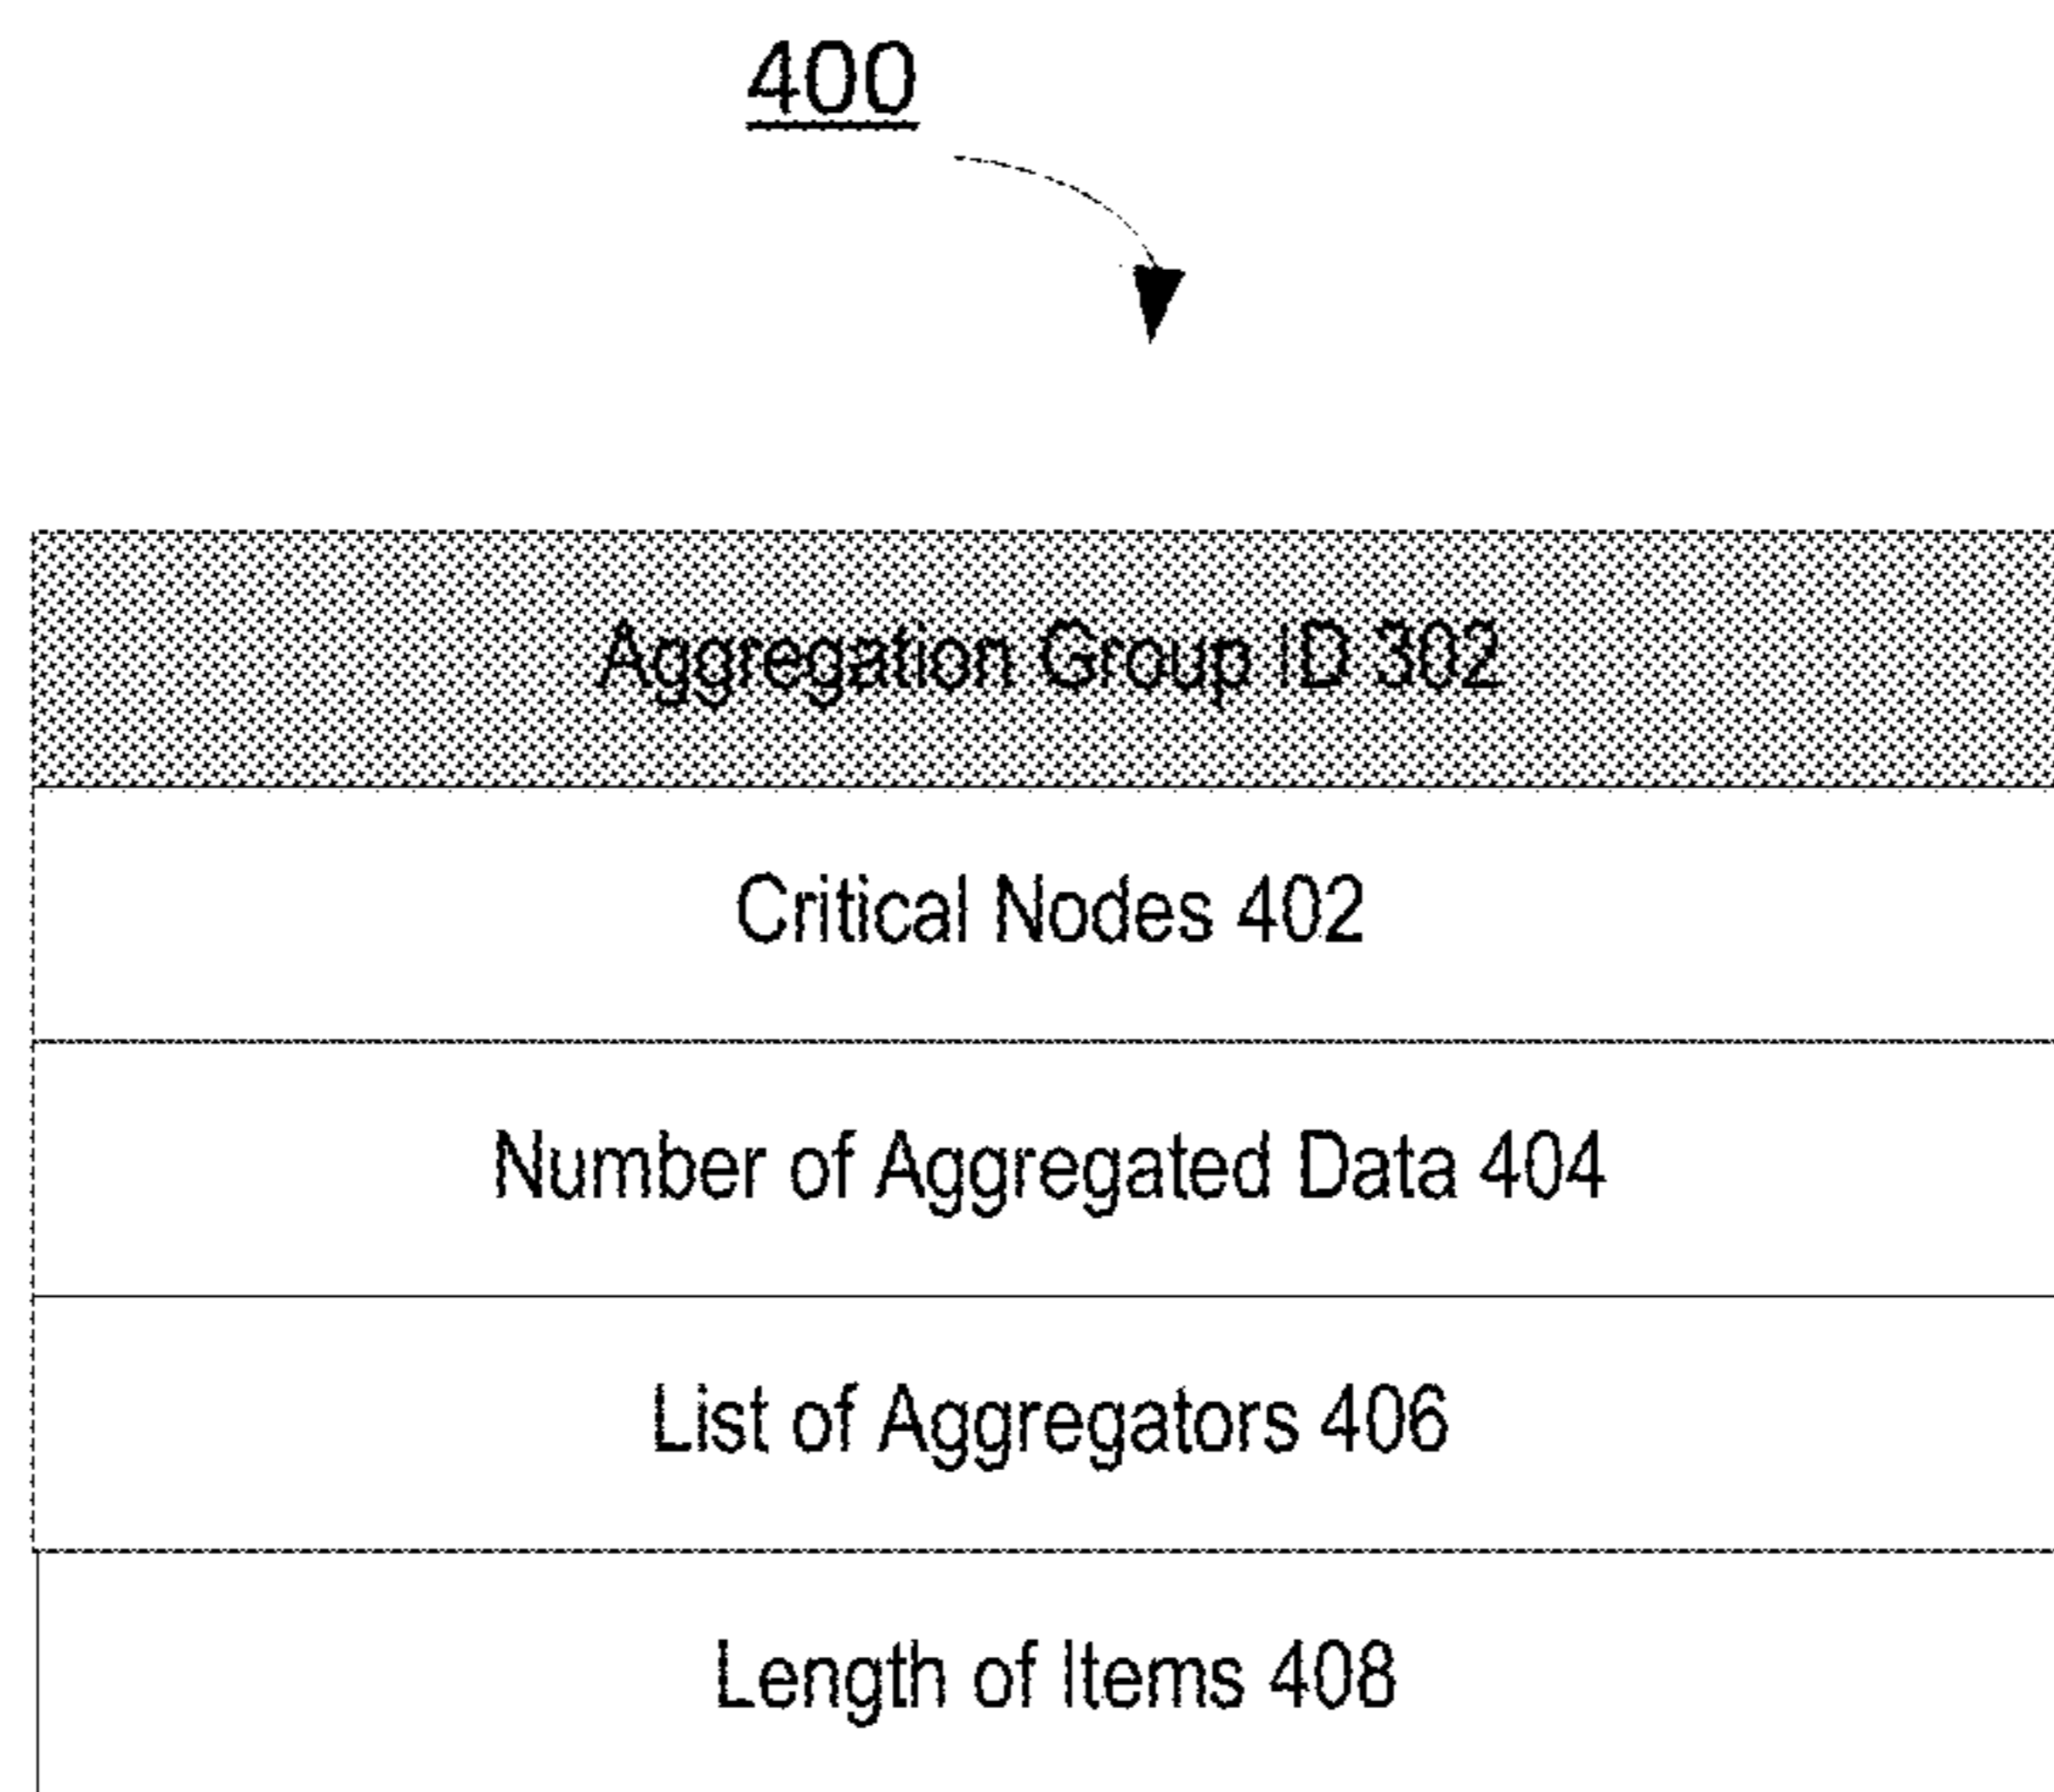 400
Aggregation Group ID 302
Critical Nodes 402
Number of Aggregated Data 404
List of Aggregators 406
Length of Items 408